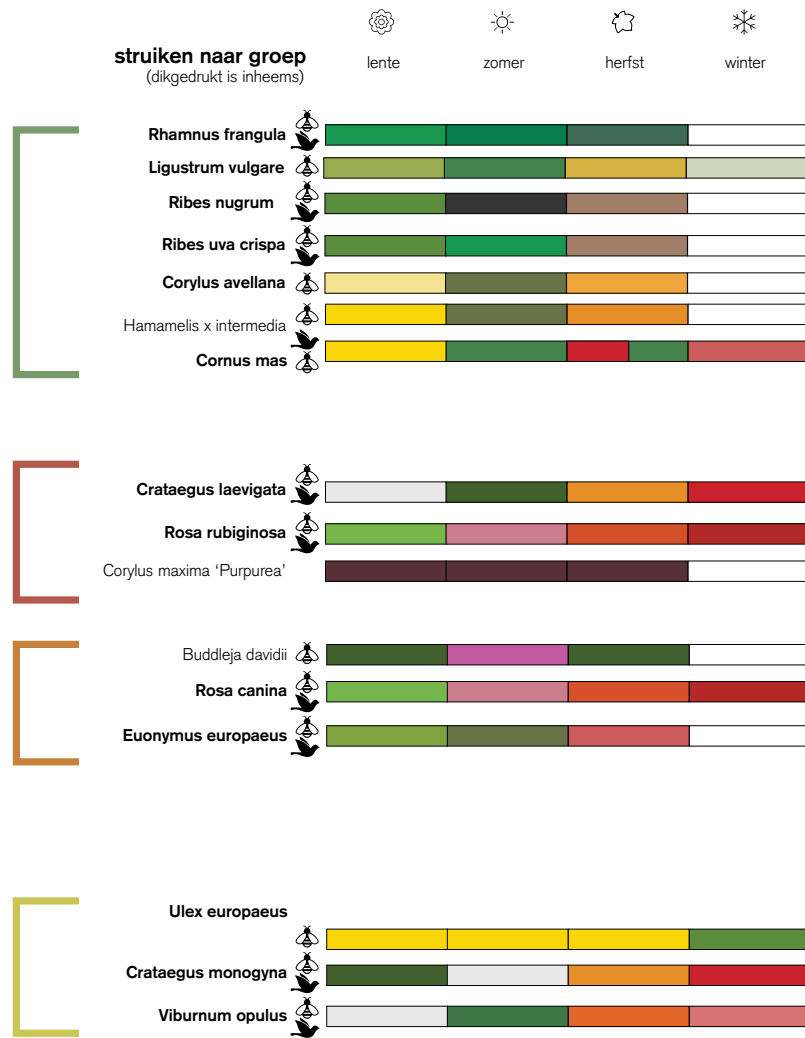 struiken naar groep
(dikgedrukt is inheems)
lente
zomer
herfst
winter
Rhamnus frangula
Ligustrum vulgare
Ribes nugrum
Ribes uva crispa
Corylus avellana
Hamamelis x intermedia
Cornus mas
Crataegus laevigata
Rosa rubiginosa
Corylus maxima ‘Purpurea’
Buddleja davidii
Rosa canina
Euonymus europaeus
Ulex europaeus
Crataegus monogyna
Viburnum opulus